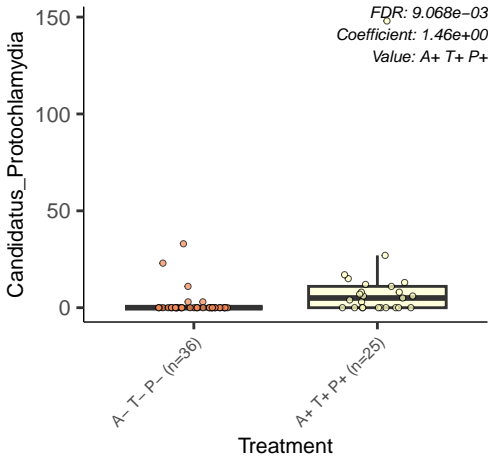 FDR: 9.068e−03
Coefficient: 1.46e+00
Value: A+ T+ P+
150
100
50
0
Candidatus_Protochlamydia
A− T− P− (n=36)
A+ T+ P+ (n=25)
Treatment